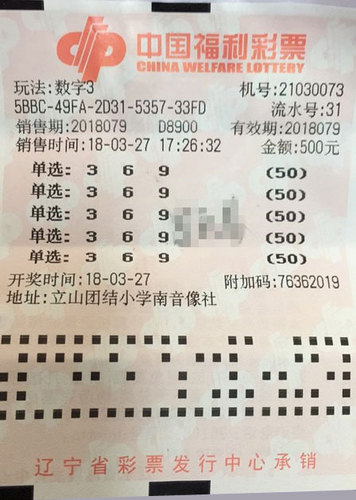 中国福利彩票
CHINA WELFARE LOTTERY
玩法:数字3 机号:21030073
5BBC-49FA-2D31-5357-33FD 流水号:31
销售期:2018079 D8900 有效期:2018079
销售时间:18-03-27 17:26:32 金额:500元
单选: 3 6 9 (50)
单选: 3 6 9 (50)
单选: 3 6 9 (50)
单选: 3 6 9 (50)
单选: 3 6 9 (50)
开奖时间:18-03-27 附加码:76362019
地址:立山团结小学南音像社
辽宁省彩票发行中心承销